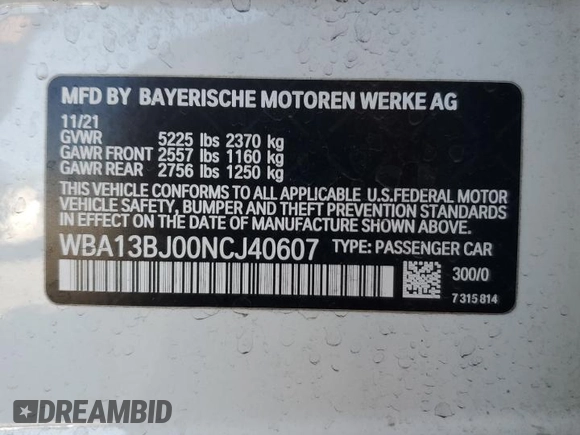 MFD BY BAYERISCHE MOTOREN WERKE AG
11/21
GVWR 5225 lbs 2370 kg
GAWR FRONT 2557 lbs 1160 kg
GAWR REAR 2756 lbs 1250 kg
THIS VEHICLE CONFORMS TO ALL APPLICABLE U.S.FEDERAL MOTOR
VEHICLE SAFETY, BUMPER AND THEFT PREVENTION STANDARDS
IN EFFECT ON THE DATE OF MANUFACTURE SHOWN ABOVE.
WBA13BJ00NCJ40607 TYPE: PASSENGER CAR
300/0
7 315 814
DREAMBID